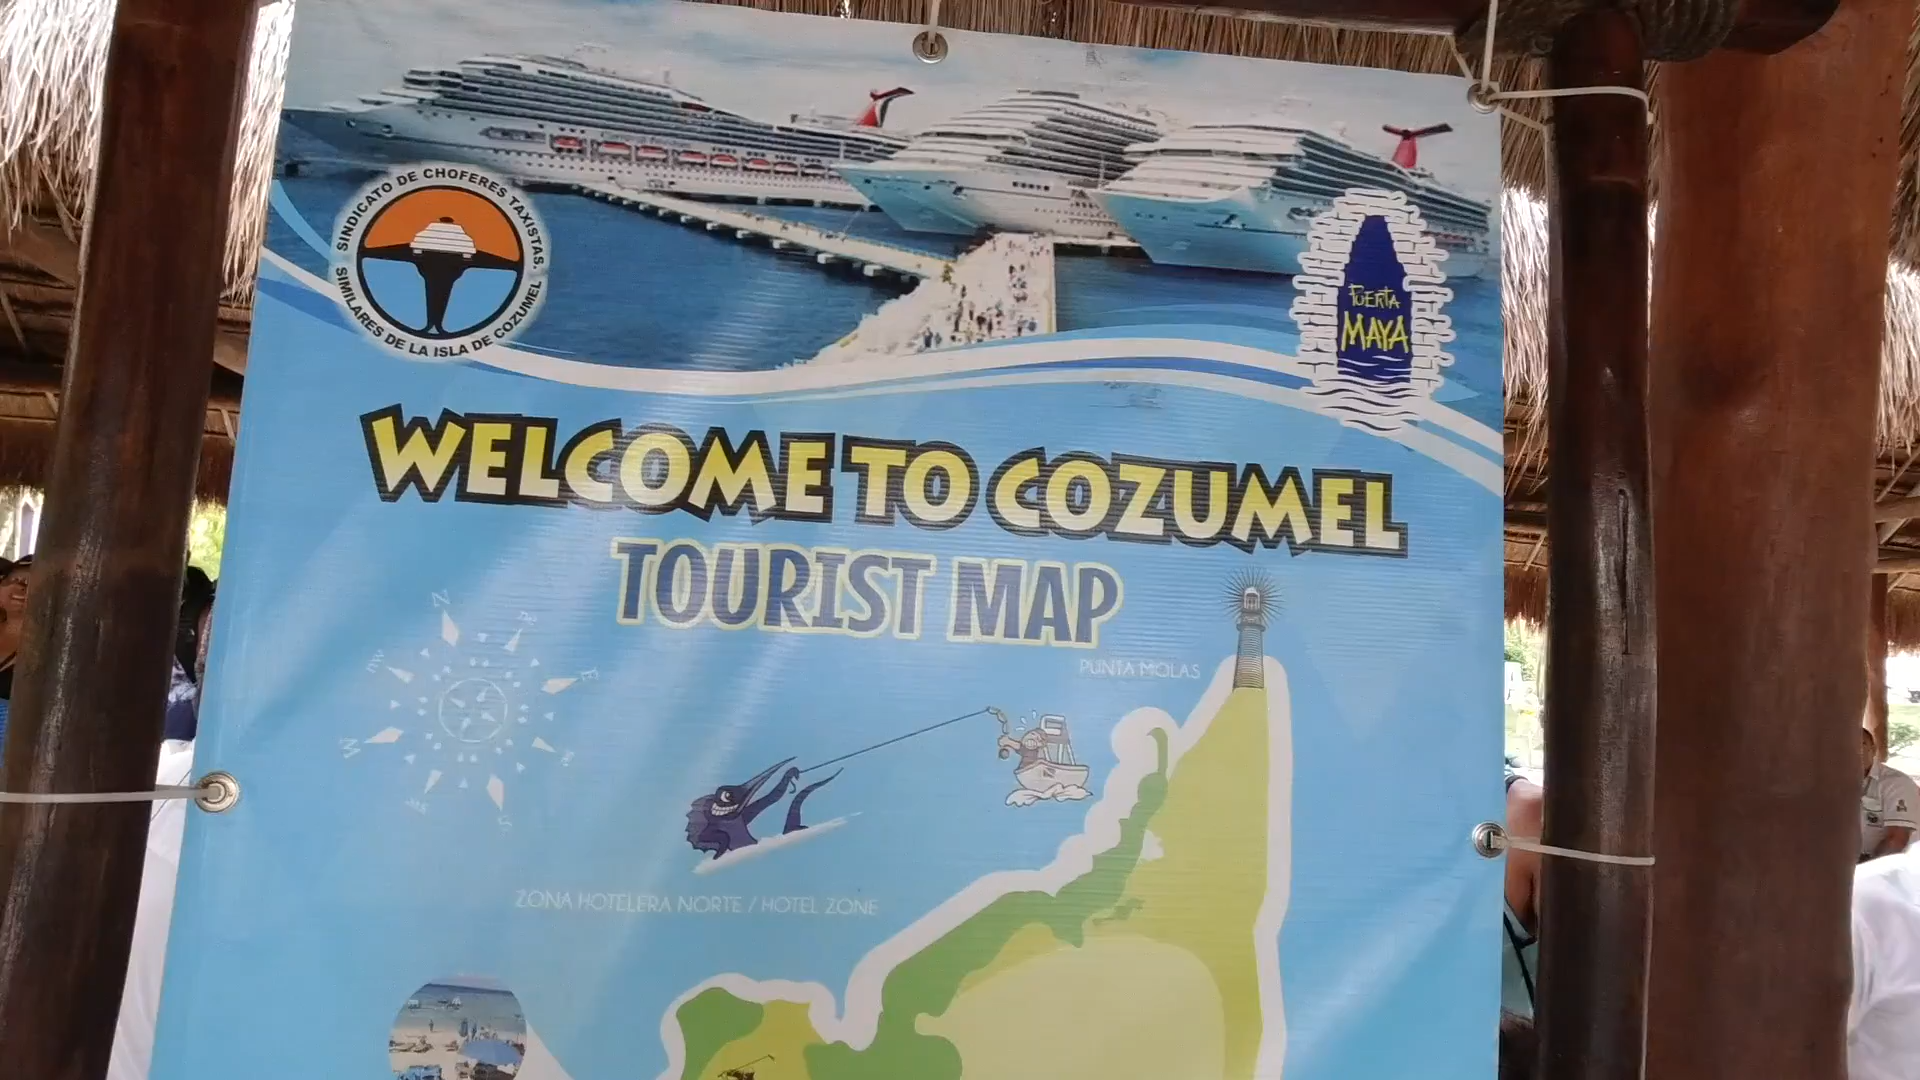 SINDICATO DE CHOFERES TAXISTAS.
SIMILARES DE LA ISLA DE COZUMEL
PUERTA
MAYA
WELCOME TO COZUMEL
TOURIST MAP
N
E
S
PUNTA MOLAS
ZONA HOTELERA NORTE / HOTEL ZONE